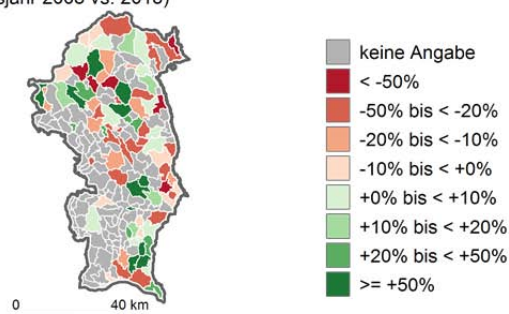 keine Angabe
< -50%
-50% bis < -20%
-20% bis < -10%
-10% bis < +0%
+0% bis < +10%
+10% bis < +20%
+20% bis < +50%
>= +50%
0 40 km